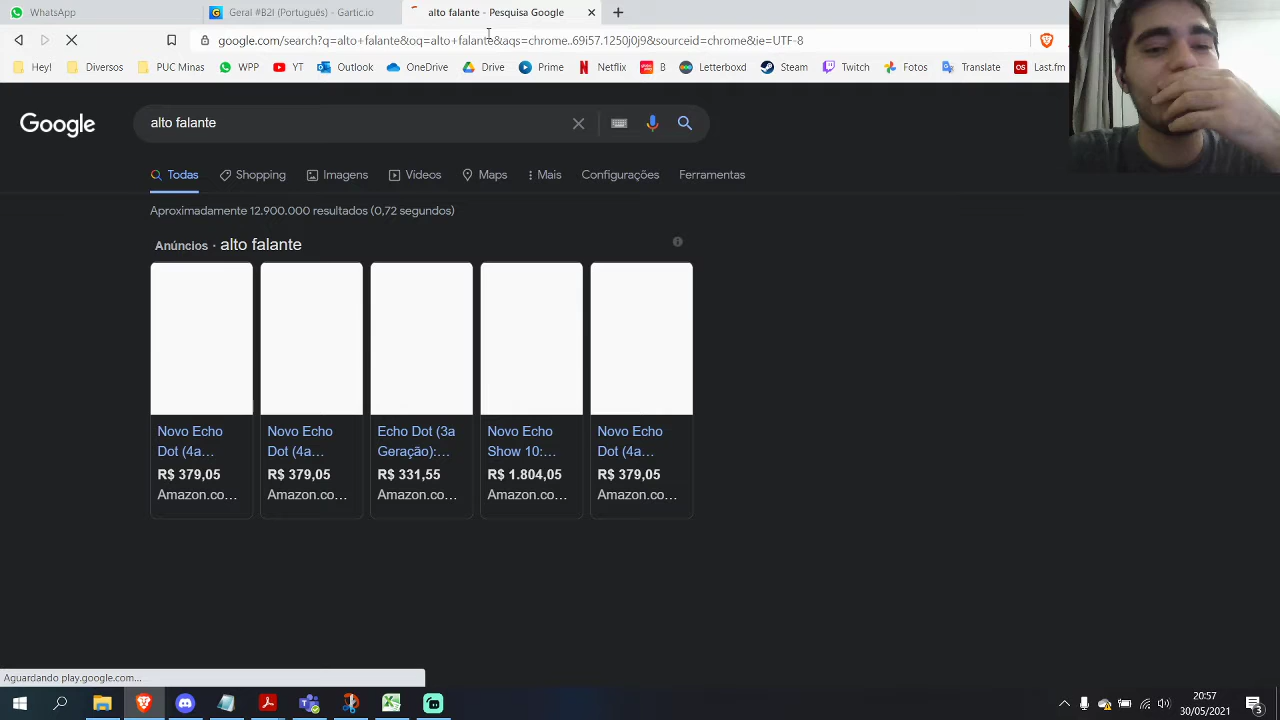 WhatsApp
Geral #B2I (Português) - Gartic.io
alto falante - Pesquisa Google
google.com/search?q=alto+falante&oq=alto+falante&aqs=chrome..69i57.1250j0j9&sourceid=chrome&ie=UTF-8
Hey!
Diversos
PUC Minas
WPP
YT
Outlook
OneDrive
Drive
Prime
Netflix
B
Letterboxd
Steam
Twitch
Fotos
Translate
Last.fm
Google
alto falante
Todas
Shopping
Imagens
Vídeos
Maps
Mais
Configurações
Ferramentas
Aproximadamente 12.900.000 resultados (0,72 segundos)
Anúncios · alto falante
Novo Echo
Dot (4a…
R$ 379,05
Amazon.co…
Novo Echo
Dot (4a…
R$ 379,05
Amazon.co…
Echo Dot (3a
Geração):…
R$ 331,55
Amazon.co…
Novo Echo
Show 10:…
R$ 1.804,05
Amazon.co…
Novo Echo
Dot (4a…
R$ 379,05
Amazon.co…
Aguardando play.google.com...
20:57
30/05/2021
3